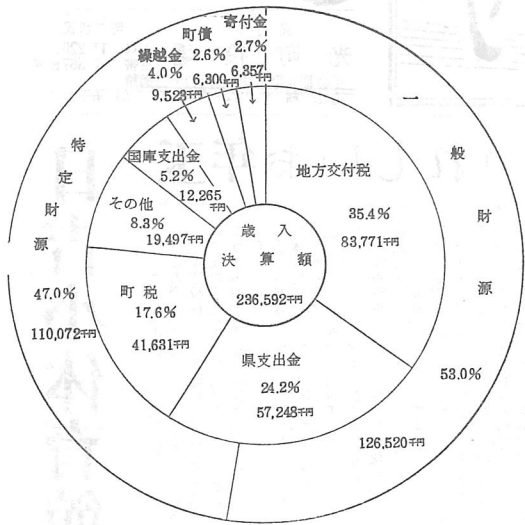 寄付金
2.7%
6,357千円
町債
2.6%
6,300千円
繰越金
4.0%
9,523千円
国庫支出金
5.2%
12,265
千円
その他
8.3%
19,497千円
町税
17.6%
41,631千円
県支出金
24.2%
57,248千円
地方交付税
35.4%
83,771千円
歳入
決算額
236,592千円
特定財源
47.0%
110,072千円
一般財源
53.0%
126,520千円